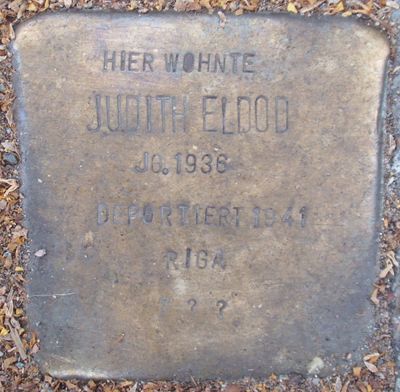 HIER WOHNTE
JUDITH ELDOD
JG.1936
DEPORTIERT 1941
RIGA
? ? ?